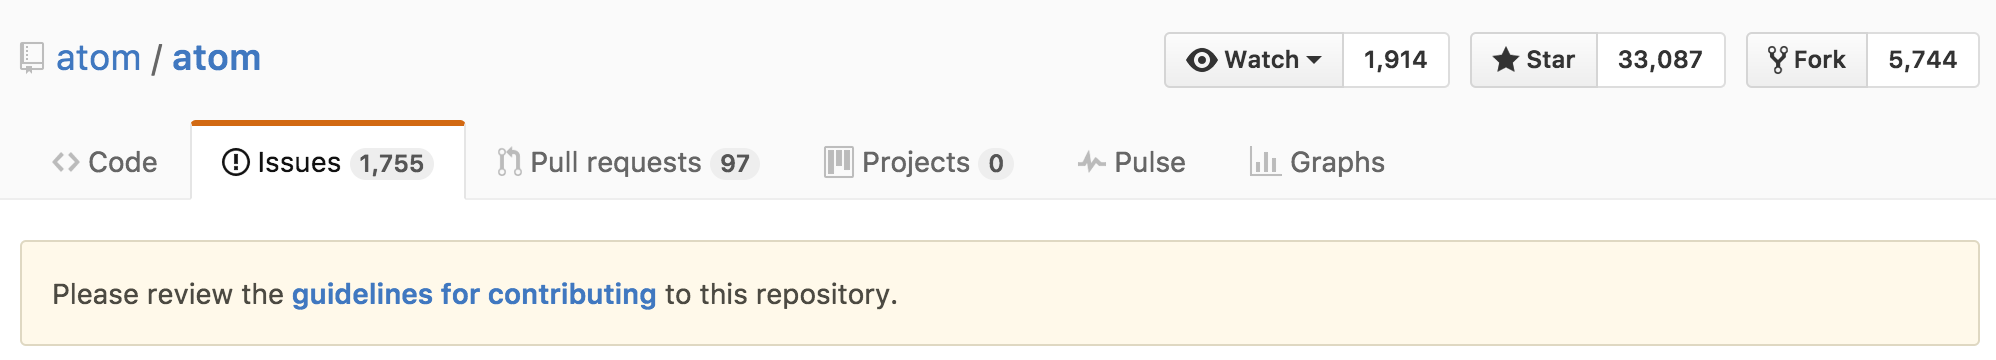 atom / atom
Watch 1,914 Star 33,087 Fork 5,744
Code Issues 1,755 Pull requests 97 Projects 0 Pulse Graphs
Please review the guidelines for contributing to this repository.